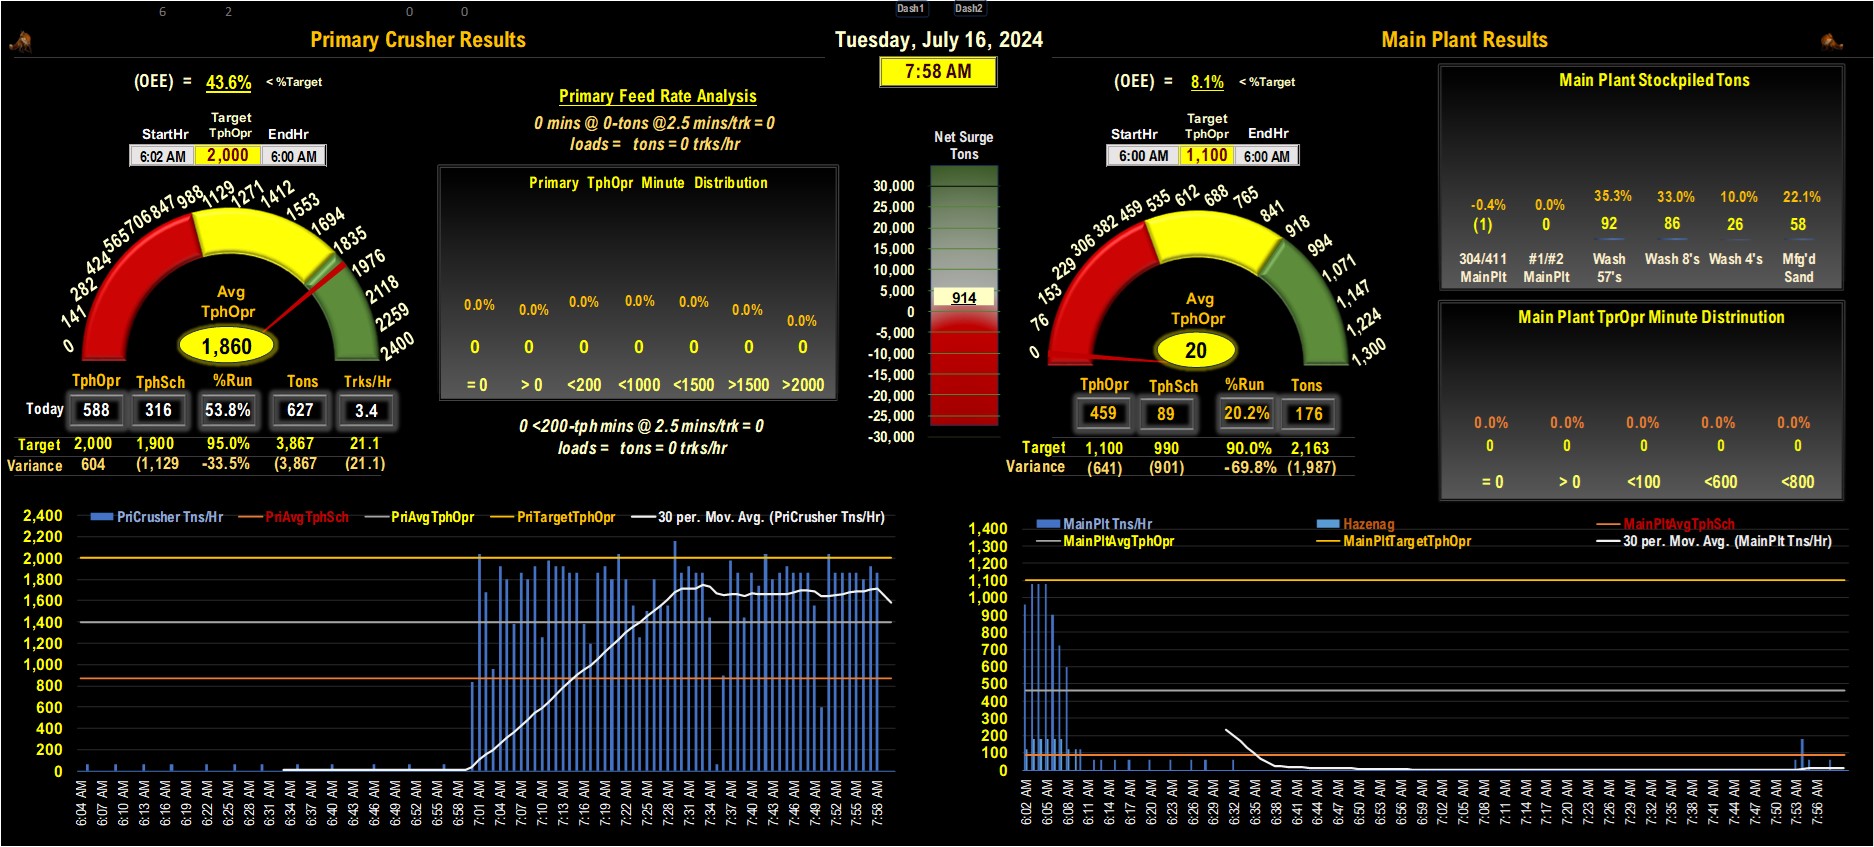 6 2 0 0 Dash1 Dash2
Primary Crusher Results
Tuesday, July 16, 2024
Main Plant Results
7:58 AM
(OEE) = 43.6% < %Target
Target
StartHr TphOpr EndHr
6:02 AM 2,000 6:00 AM
0 141 282 424 565 706 847 988 1129 1271 1412 1553 1694 1835 1976 2118 2259 2400
Avg
TphOpr
1,860
TphOpr TphSch %Run Tons Trks/Hr
Today 588 316 53.8% 627 3.4
Target 2,000 1,900 95.0% 3,867 21.1
Variance 604 (1,129 -33.5% (3,867 (21.1)
Primary Feed Rate Analysis
0 mins @ 0-tons @2.5 mins/trk = 0
loads = tons = 0 trks/hr
Primary TphOpr Minute Distribution
0.0% 0.0% 0.0% 0.0% 0.0% 0.0% 0.0%
0 0 0 0 0 0 0
= 0 > 0 <200 <1000 <1500 >1500 >2000
0 <200-tph mins @ 2.5 mins/trk = 0
loads = tons = 0 trks/hr
Net Surge
Tons
30,000
25,000
20,000
15,000
10,000
5,000
914
0
-5,000
-10,000
-15,000
-20,000
-25,000
-30,000
(OEE) = 8.1% < %Target
Target
StartHr TphOpr EndHr
6:00 AM 1,100 6:00 AM
0 76 153 229 306 382 459 535 612 688 765 841 918 994 1,071 1,147 1,224 1,300
Avg
TphOpr
20
TphOpr TphSch %Run Tons
459 89 20.2% 176
Target 1,100 990 90.0% 2,163
Variance (641) (901) -69.8% (1,987)
Main Plant Stockpiled Tons
-0.4% 0.0% 35.3% 33.0% 10.0% 22.1%
(1) 0 92 86 26 58
304/411 #1/#2 Wash Wash 8's Wash 4's Mfg'd
MainPlt MainPlt 57's Sand
Main Plant TprOpr Minute Distrinution
0.0% 0.0% 0.0% 0.0% 0.0%
0 0 0 0 0
= 0 > 0 <100 <600 <800
PriCrusher Tns/Hr PriAvgTphSch PriAvgTphOpr PriTargetTphOpr 30 per. Mov. Avg. (PriCrusher Tns/Hr)
2,400
2,200
2,000
1,800
1,600
1,400
1,200
1,000
800
600
400
200
0
6:04 AM 6:07 AM 6:10 AM 6:13 AM 6:16 AM 6:19 AM 6:22 AM 6:25 AM 6:28 AM 6:31 AM 6:34 AM 6:37 AM 6:40 AM 6:43 AM 6:46 AM 6:49 AM 6:52 AM 6:55 AM 6:58 AM 7:01 AM 7:04 AM 7:07 AM 7:10 AM 7:13 AM 7:16 AM 7:19 AM 7:22 AM 7:25 AM 7:28 AM 7:31 AM 7:34 AM 7:37 AM 7:40 AM 7:43 AM 7:46 AM 7:49 AM 7:52 AM 7:55 AM 7:58 AM
MainPlt Tns/Hr Hazenag MainPltAvgTphSch
MainPltAvgTphOpr MainPltTargetTphOpr 30 per. Mov. Avg. (MainPlt Tns/Hr)
1,400
1,300
1,200
1,100
1,000
900
800
700
600
500
400
300
200
100
0
6:02 AM 6:05 AM 6:08 AM 6:11 AM 6:14 AM 6:17 AM 6:20 AM 6:23 AM 6:26 AM 6:29 AM 6:32 AM 6:35 AM 6:38 AM 6:41 AM 6:44 AM 6:47 AM 6:50 AM 6:53 AM 6:56 AM 6:59 AM 7:02 AM 7:05 AM 7:08 AM 7:11 AM 7:14 AM 7:17 AM 7:20 AM 7:23 AM 7:26 AM 7:29 AM 7:32 AM 7:35 AM 7:38 AM 7:41 AM 7:44 AM 7:47 AM 7:50 AM 7:53 AM 7:56 AM